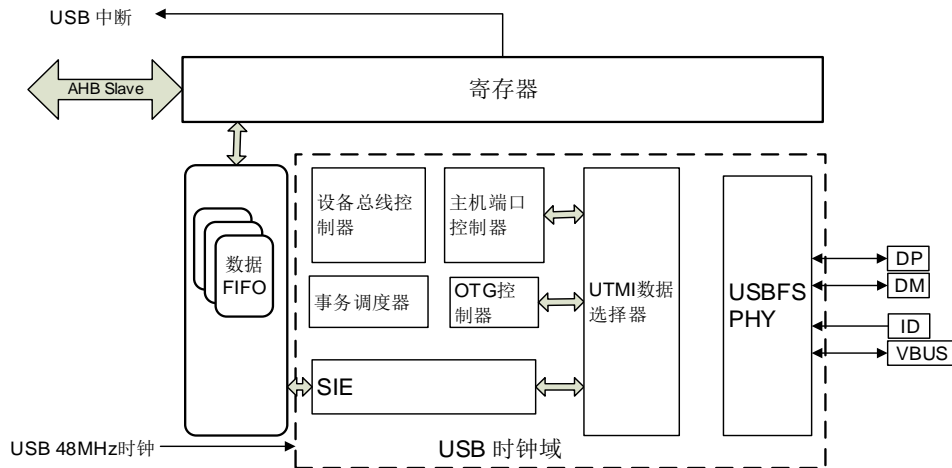 USB 中断
AHB Slave
寄存器
设备总线控
制器
主机端口
控制器
数据
FIFO
事务调度器
OTG控
制器
UTMI数据
选择器
USBFS
PHY
DP
DM
ID
VBUS
SIE
USB 48MHz时钟
USB 时钟域